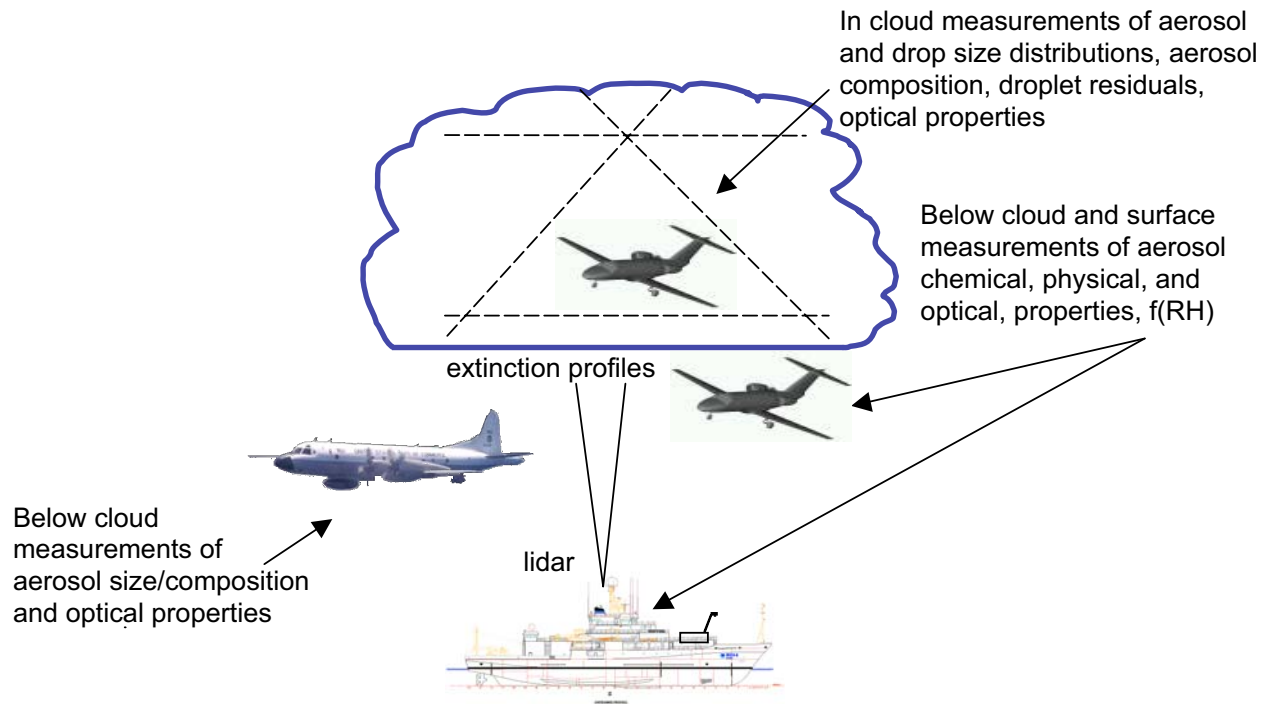 In cloud measurements of aerosol
and drop size distributions, aerosol
composition, droplet residuals,
optical properties
Below cloud and surface
measurements of aerosol
chemical, physical, and
optical, properties, f(RH)
extinction profiles
Below cloud
measurements of
aerosol size/composition
and optical properties
lidar